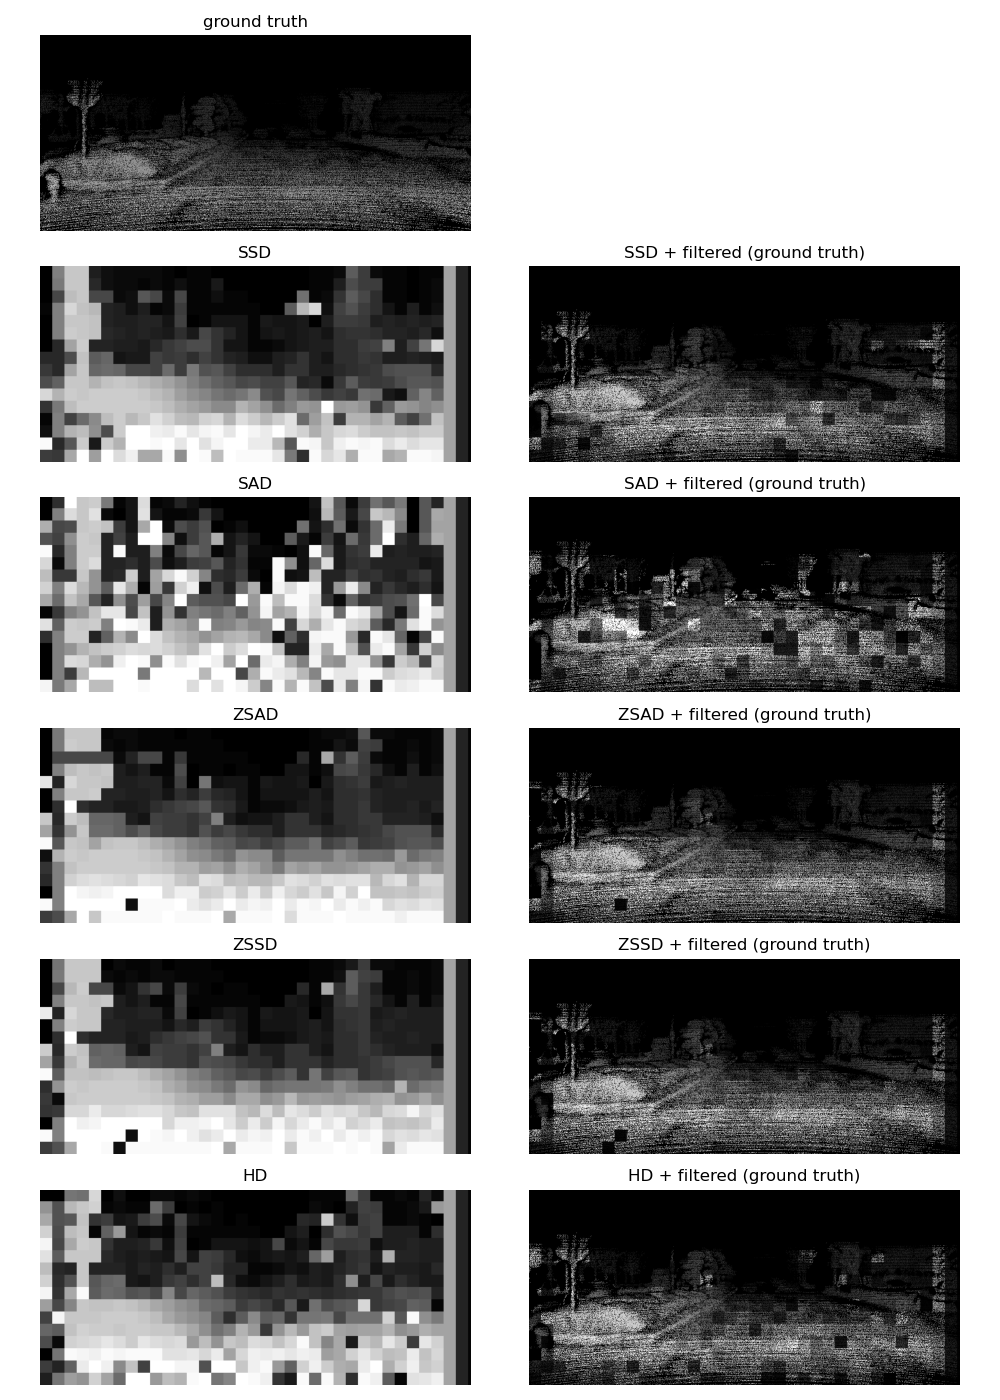 ground truth
SSD
SSD + filtered (ground truth)
SAD
SAD + filtered (ground truth)
ZSAD
ZSAD + filtered (ground truth)
ZSSD
ZSSD + filtered (ground truth)
HD
HD + filtered (ground truth)